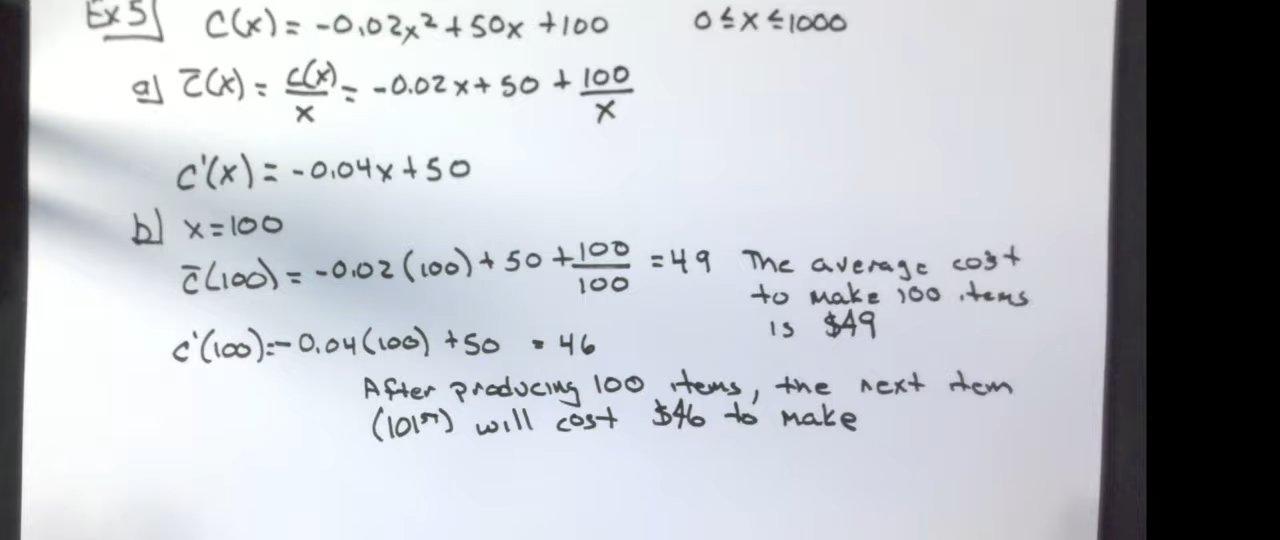 Ex 5 C(x) = -0.02x² + 50x + 100 0 ≤ x ≤ 1000
a) C̅(x) = C(x)/x = -0.02x + 50 + 100/x
C'(x) = -0.04x + 50
b) x = 100
C̅(100) = -0.02(100) + 50 + 100/100 = 49 The average cost
to make 100 items
is $49
C'(100) = -0.04(100) + 50 = 46
After producing 100 items, the next item
(101ST) will cost $46 to make